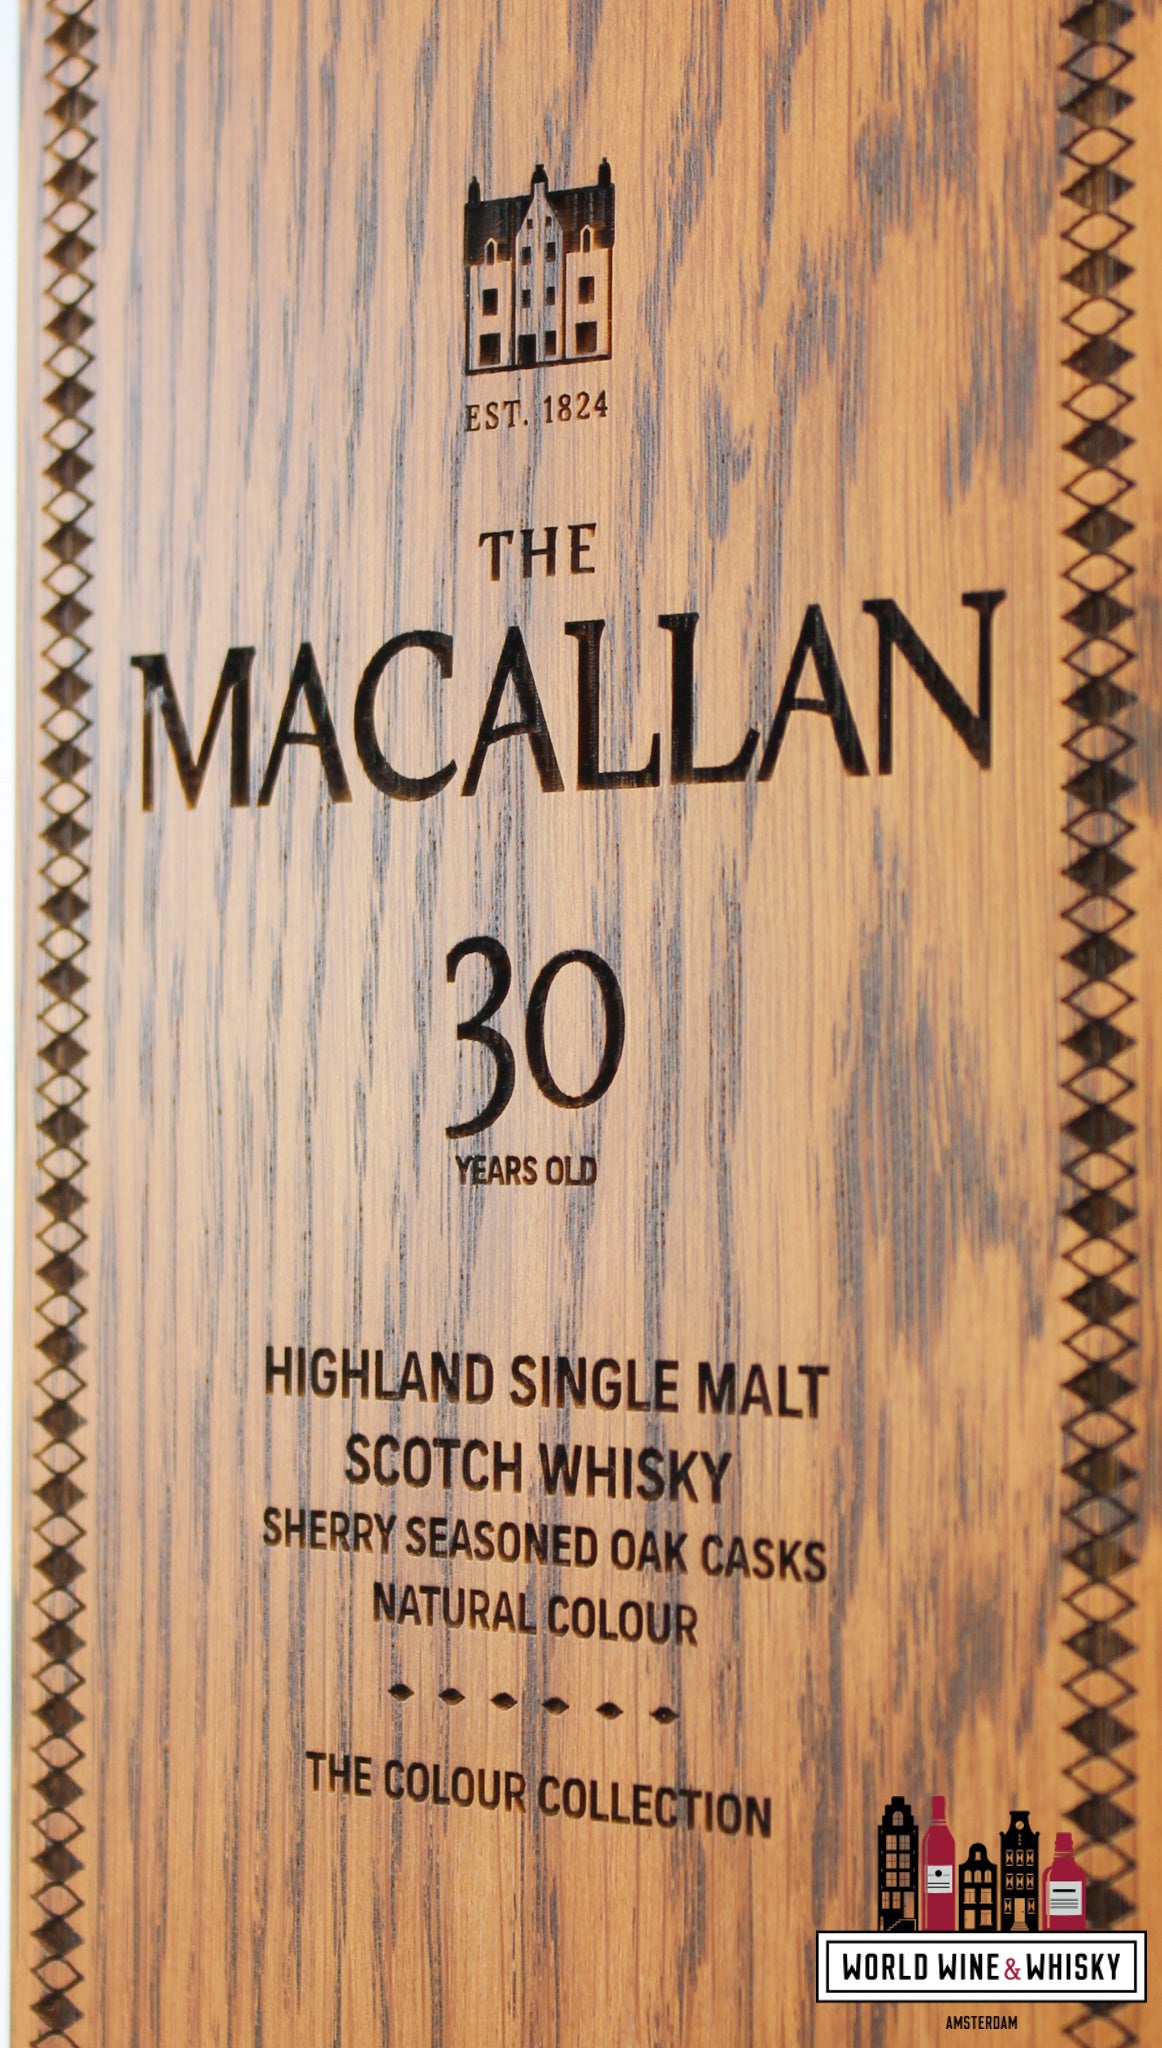 EST. 1824
THE
MACALLAN
30
YEARS OLD
HIGHLAND SINGLE MALT
SCOTCH WHISKY
SHERRY SEASONED OAK CASKS
NATURAL COLOUR
THE COLOUR COLLECTION
WORLD WINE & WHISKY
AMSTERDAM